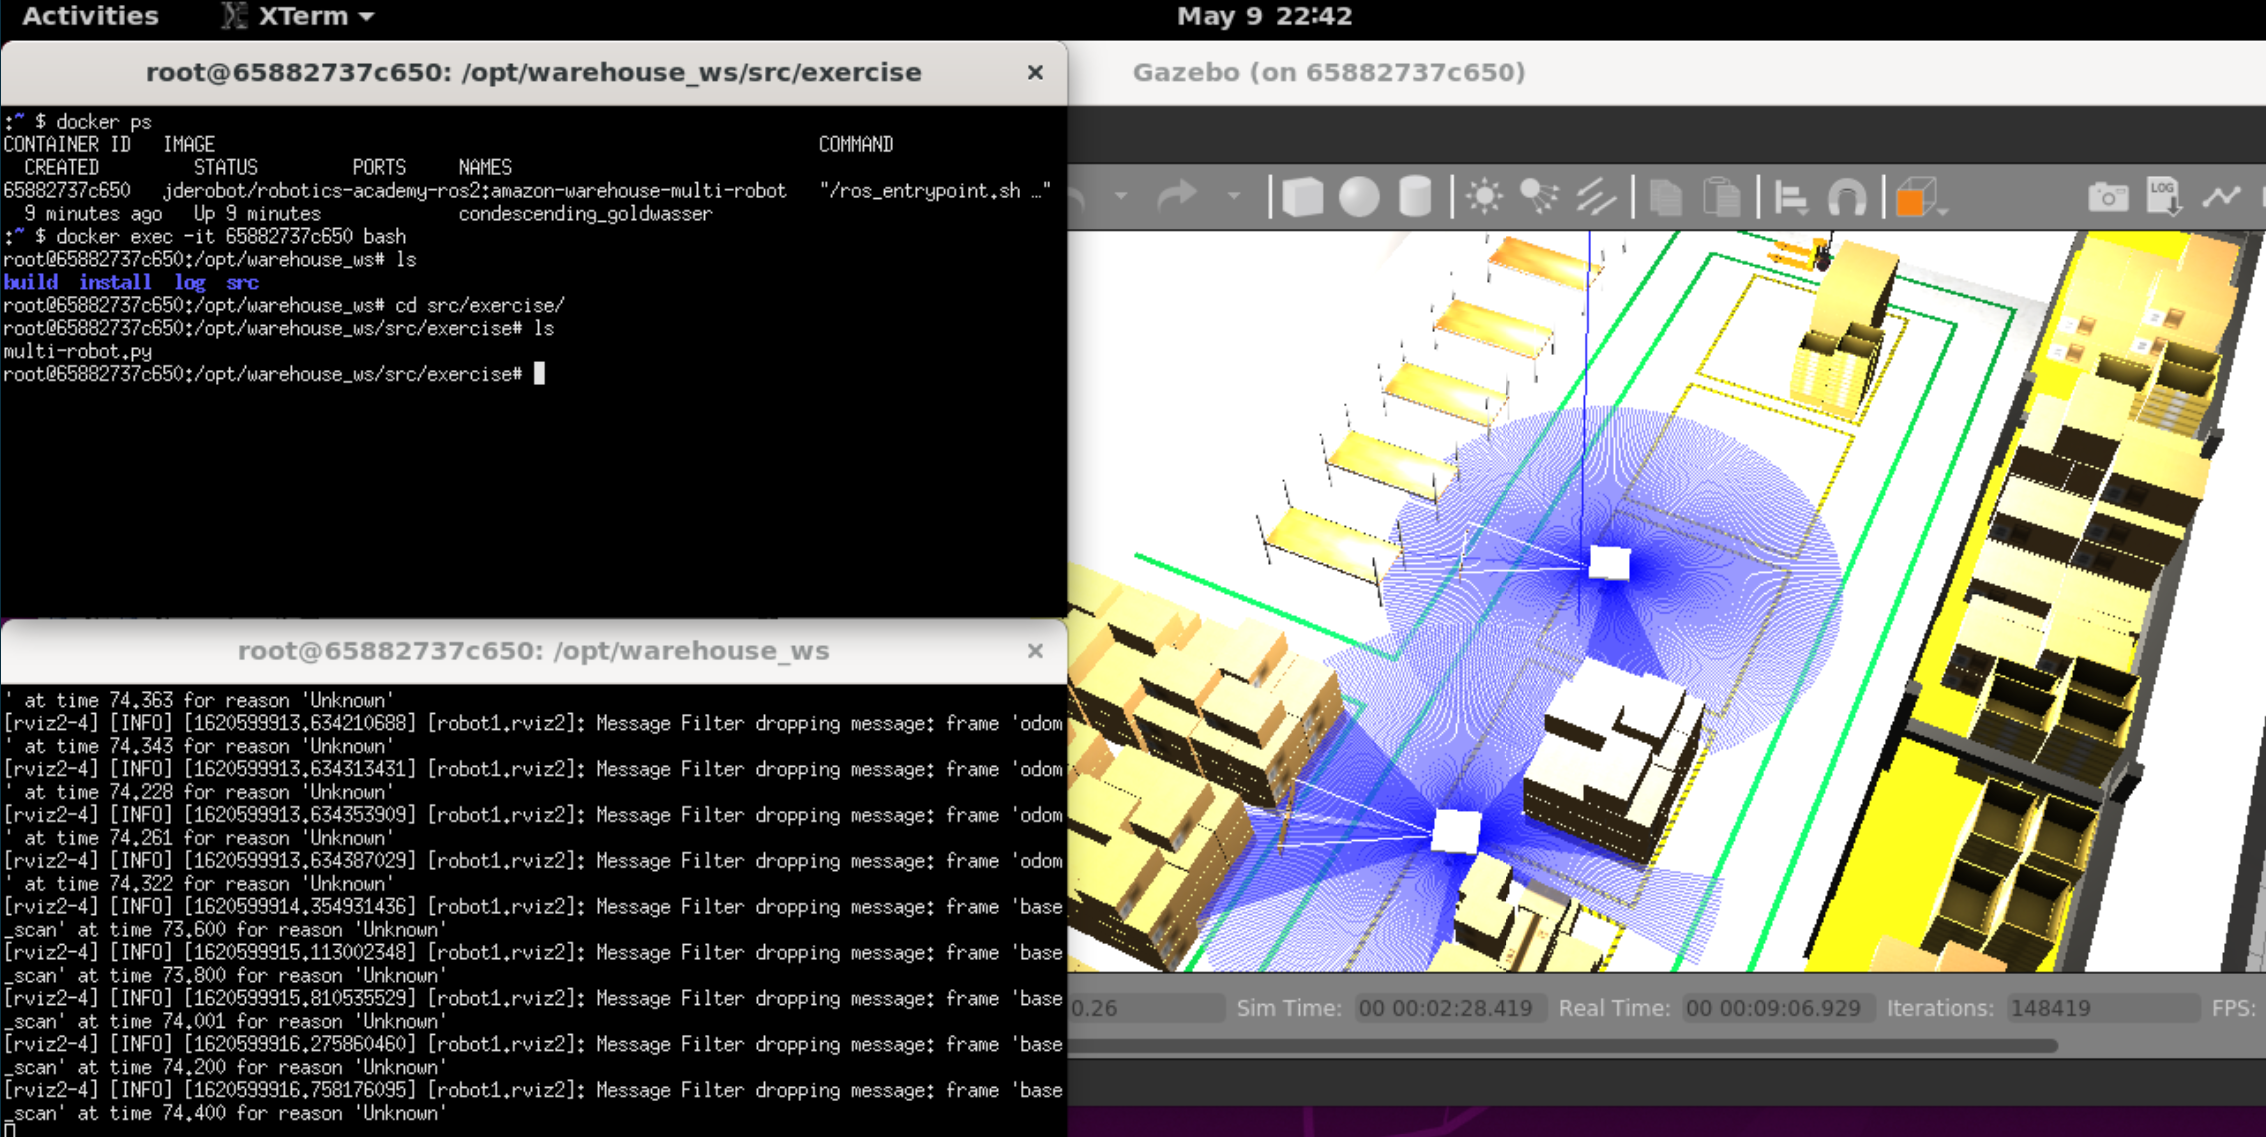 Activities XTerm May 9 22:42
root@65882737c650: /opt/warehouse_ws/src/exercise ×
:~ $ docker ps
CONTAINER ID IMAGE COMMAND
CREATED STATUS PORTS NAMES
65882737c650 jderobot/robotics-academy-ros2:amazon-warehouse-multi-robot "/ros_entrypoint.sh …"
9 minutes ago Up 9 minutes condescending_goldwasser
:~ $ docker exec -it 65882737c650 bash
root@65882737c650:/opt/warehouse_ws# ls
build install log src
root@65882737c650:/opt/warehouse_ws# cd src/exercise/
root@65882737c650:/opt/warehouse_ws/src/exercise# ls
multi-robot.py
root@65882737c650:/opt/warehouse_ws/src/exercise#
root@65882737c650: /opt/warehouse_ws ×
' at time 74.363 for reason 'Unknown'
[rviz2-4] [INFO] [1620599913.634210688] [robot1.rviz2]: Message Filter dropping message: frame 'odom
' at time 74.343 for reason 'Unknown'
[rviz2-4] [INFO] [1620599913.634313431] [robot1.rviz2]: Message Filter dropping message: frame 'odom
' at time 74.228 for reason 'Unknown'
[rviz2-4] [INFO] [1620599913.634353909] [robot1.rviz2]: Message Filter dropping message: frame 'odom
' at time 74.261 for reason 'Unknown'
[rviz2-4] [INFO] [1620599913.634387029] [robot1.rviz2]: Message Filter dropping message: frame 'odom
' at time 74.322 for reason 'Unknown'
[rviz2-4] [INFO] [1620599914.354931436] [robot1.rviz2]: Message Filter dropping message: frame 'base
_scan' at time 73.600 for reason 'Unknown'
[rviz2-4] [INFO] [1620599915.113002348] [robot1.rviz2]: Message Filter dropping message: frame 'base
_scan' at time 73.800 for reason 'Unknown'
[rviz2-4] [INFO] [1620599915.810535529] [robot1.rviz2]: Message Filter dropping message: frame 'base
_scan' at time 74.001 for reason 'Unknown'
[rviz2-4] [INFO] [1620599916.275860460] [robot1.rviz2]: Message Filter dropping message: frame 'base
_scan' at time 74.200 for reason 'Unknown'
[rviz2-4] [INFO] [1620599916.758176095] [robot1.rviz2]: Message Filter dropping message: frame 'base
_scan' at time 74.400 for reason 'Unknown'
Gazebo (on 65882737c650)
LOG
0.26 Sim Time: 00 00:02:28.419 Real Time: 00 00:09:06.929 Iterations: 148419 FPS: